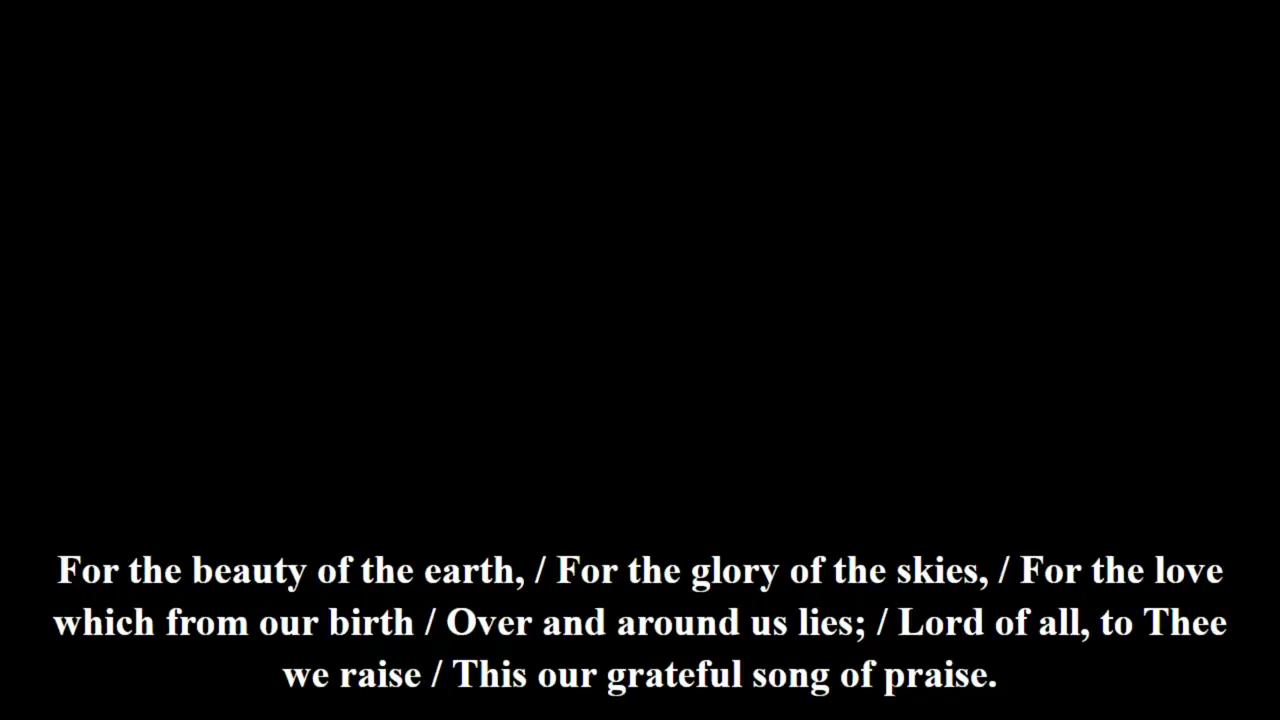 For the beauty of the earth, / For the glory of the skies, / For the love
which from our birth / Over and around us lies; / Lord of all, to Thee
we raise / This our grateful song of praise.